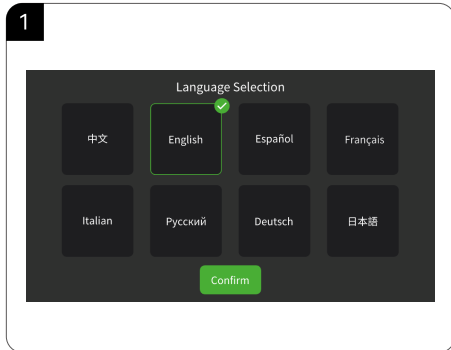 1
Language Selection
中文 English Español Français
Italian Русский Deutsch 日本語
Confirm